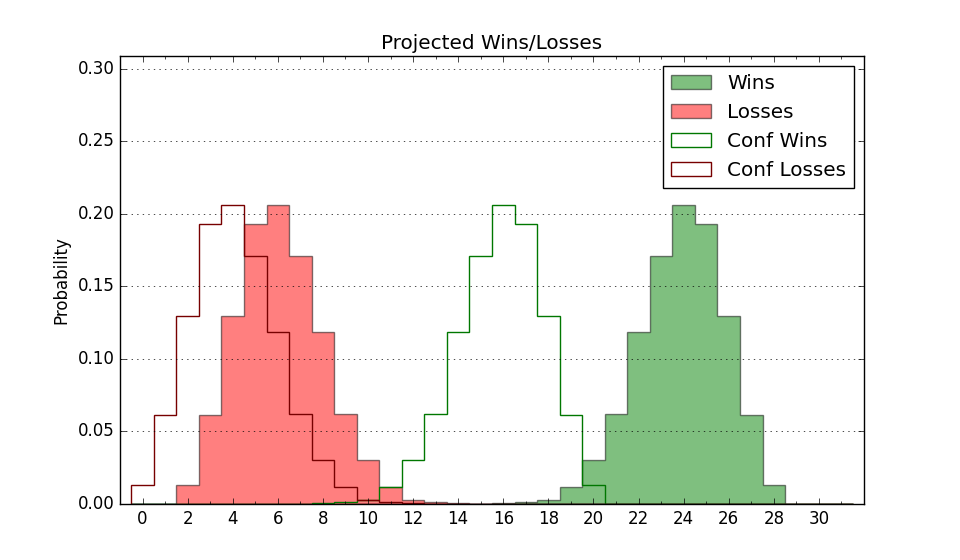 Projected Wins/Losses
Wins
Losses
Conf Wins
Conf Losses
Probability
0.30
0.25
0.20
0.15
0.10
0.05
0.00
0 2 4 6 8 10 12 14 16 18 20 22 24 26 28 30